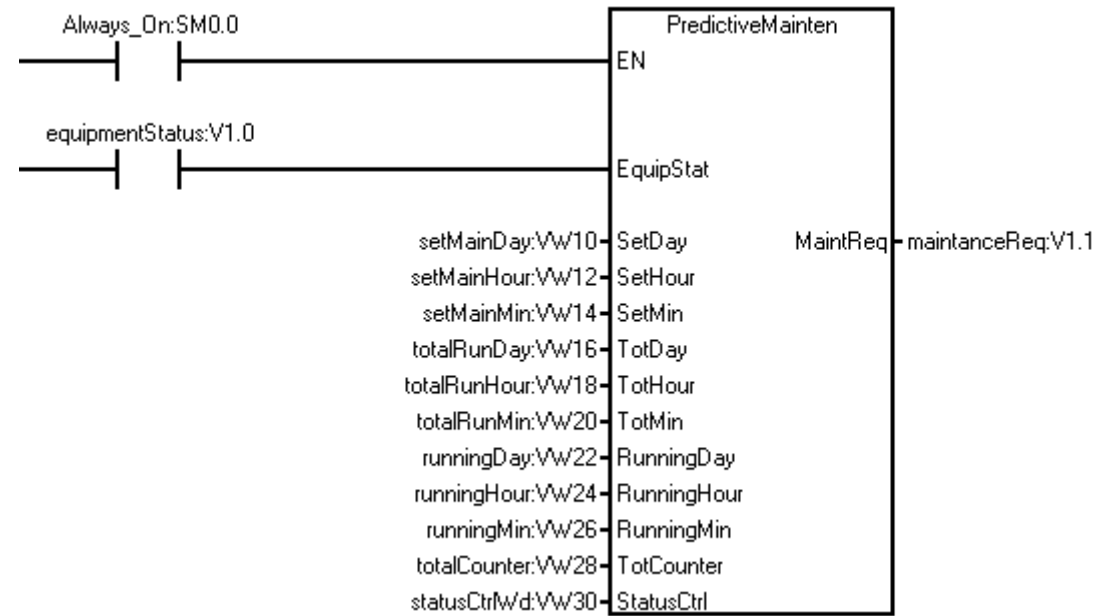 Always_On:SM0.0
PredictiveMainten
EN
equipmentStatus:V1.0
EquipStat
setMainDay:VW10 SetDay MaintReq maintanceReq:V1.1
setMainHour:VW12 SetHour
setMainMin:VW14 SetMin
totalRunDay:VW16 TotDay
totalRunHour:VW18 TotHour
totalRunMin:VW20 TotMin
runningDay:VW22 RunningDay
runningHour:VW24 RunningHour
runningMin:VW26 RunningMin
totalCounter:VW28 TotCounter
statusCtrlWd:VW30 StatusCtrl